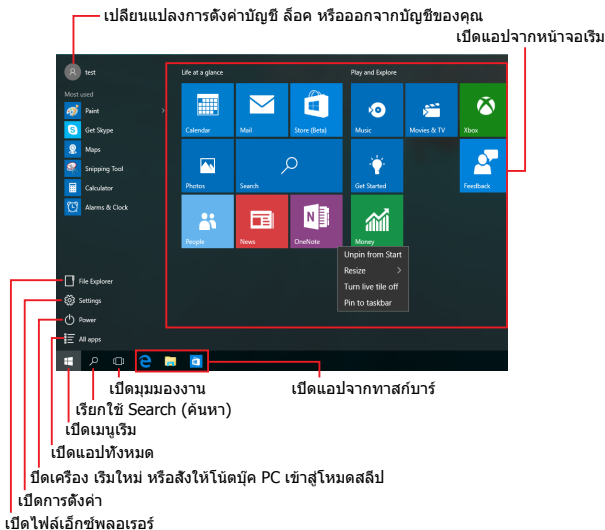 เปลี่ยนแปลงการตั้งค่าบัญชี ล็อค หรือออกจากบัญชีของคุณ
เปิดแอปจากหน้าจอเริ่ม
test
Life at a glance
Play and Explore
Most used
Paint
Get Skype
Maps
Snipping Tool
Calculator
Alarms & Clock
Calendar
Mail
Store (Beta)
Music
Movies & TV
Xbox
Photos
Search
Get Started
Feedback
People
News
OneNote
Money
Unpin from Start
Resize
Turn live tile off
Pin to taskbar
File Explorer
Settings
Power
All apps
เปิดมุมมองงาน
เปิดแอปจากทาสก์บาร์
เรียกใช้ Search (ค้นหา)
เปิดเมนูเริ่ม
เปิดแอปทั้งหมด
ปิดเครื่อง เริ่มใหม่ หรือสั่งให้โน้ตบุ๊ค PC เข้าสู่โหมดสลีป
เปิดการตั้งค่า
เปิดไฟล์เอ็กซ์พลอเรอร์